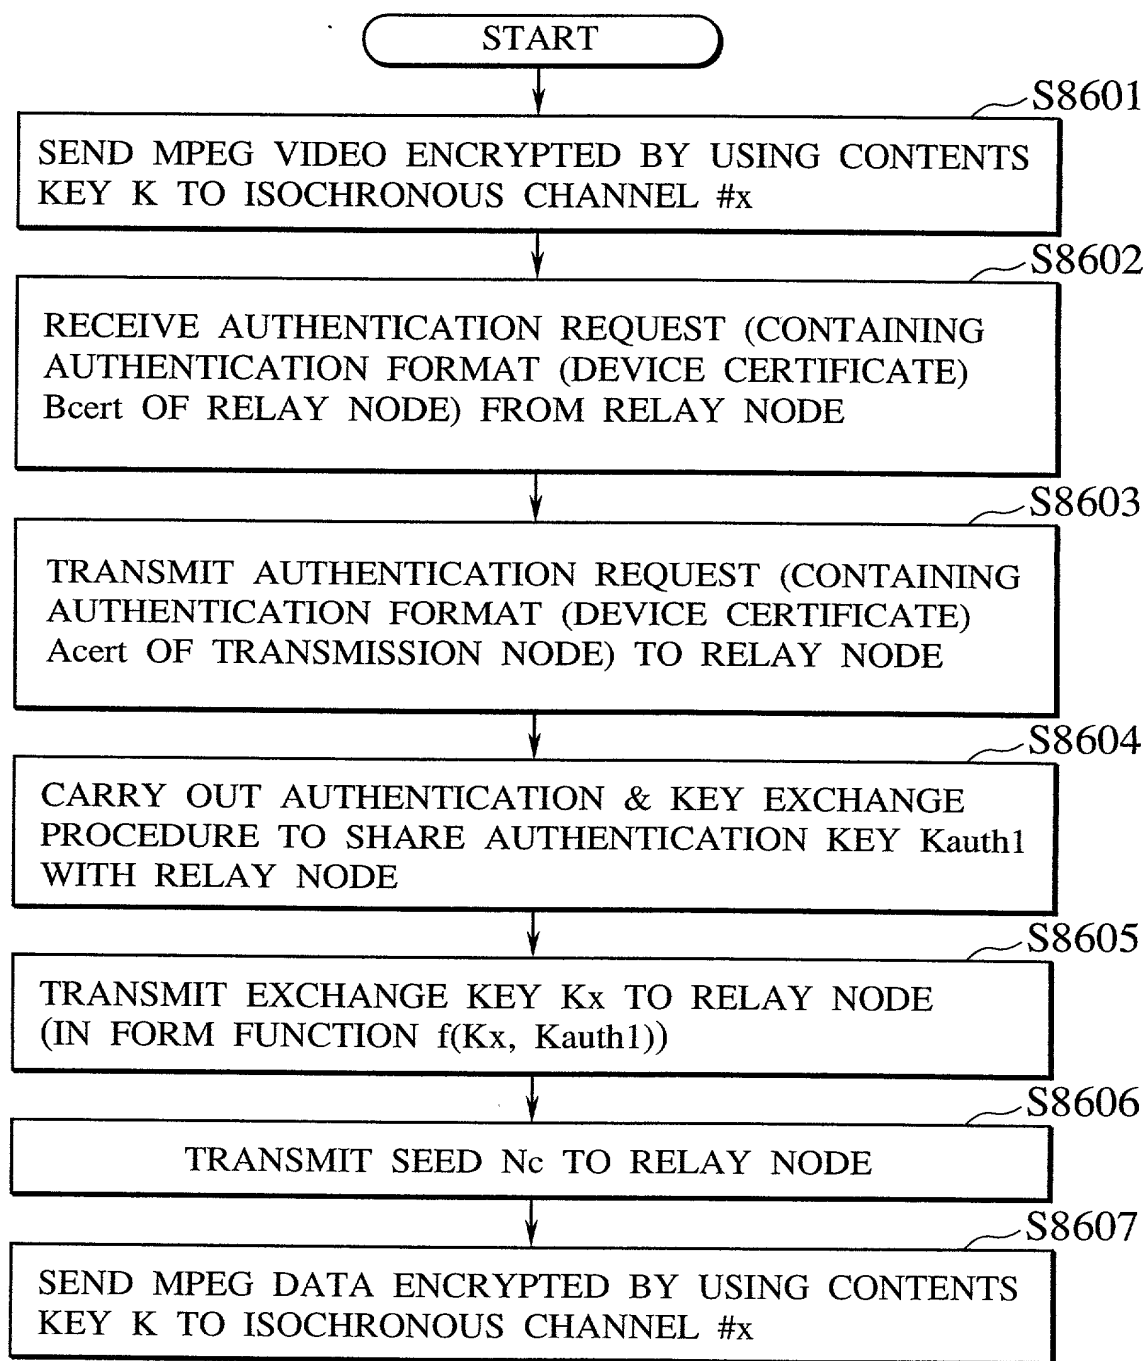 START
S8601
SEND MPEG VIDEO ENCRYPTED BY USING CONTENTS
KEY K TO ISOCHRONOUS CHANNEL #x
S8602
RECEIVE AUTHENTICATION REQUEST (CONTAINING
AUTHENTICATION FORMAT (DEVICE CERTIFICATE)
Bcert OF RELAY NODE) FROM RELAY NODE
S8603
TRANSMIT AUTHENTICATION REQUEST (CONTAINING
AUTHENTICATION FORMAT (DEVICE CERTIFICATE)
Acert OF TRANSMISSION NODE) TO RELAY NODE
S8604
CARRY OUT AUTHENTICATION & KEY EXCHANGE
PROCEDURE TO SHARE AUTHENTICATION KEY Kauth1
WITH RELAY NODE
S8605
TRANSMIT EXCHANGE KEY Kx TO RELAY NODE
(IN FORM FUNCTION f(Kx, Kauth1))
S8606
TRANSMIT SEED Nc TO RELAY NODE
S8607
SEND MPEG DATA ENCRYPTED BY USING CONTENTS
KEY K TO ISOCHRONOUS CHANNEL #x